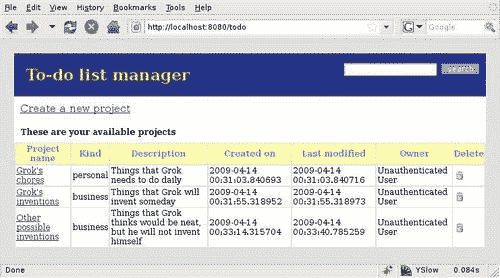 File Edit View History Bookmarks Tools Help
http://localhost:8080/todo
Google
To-do list manager
search
Create a new project
These are your available projects
Project name Kind Description Created on Last modified Owner Delete
Grok's chores personal Things that Grok needs to do daily 2009-04-14 00:31:03.840693 2009-04-14 00:31:03.840716 Unauthenticated User
Grok's inventions business Things that Grok will invent someday 2009-04-14 00:31:55.318952 2009-04-14 00:31:55.318973 Unauthenticated User
Other possible inventions business Things that Grok thinks would be neat, but he will not invent himself 2009-04-14 00:33:14.315704 2009-04-14 00:33:40.785259 Unauthenticated User
Done YSlow 0.084s